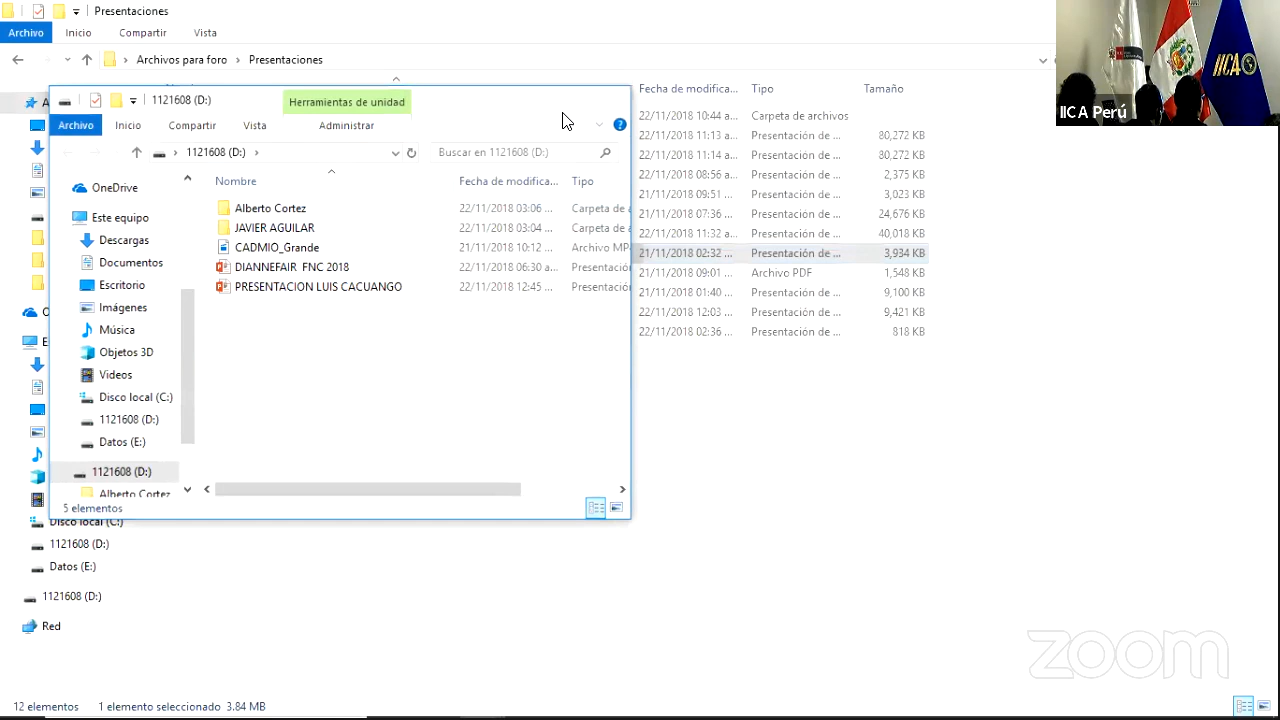 Presentaciones
Archivo Inicio Compartir Vista
Archivos para foro Presentaciones
IICA
IICA Perú
1121608 (D:) Herramientas de unidad
Archivo Inicio Compartir Vista Administrar
1121608 (D:) Buscar en 1121608 (D:)
Nombre Fecha de modifica... Tipo
OneDrive
Este equipo
Descargas
Documentos
Escritorio
Imágenes
Música
Objetos 3D
Videos
Disco local (C:)
1121608 (D:)
Datos (E:)
1121608 (D:)
Alberto Cortez
Alberto Cortez 22/11/2018 03:06 ... Carpeta de a
JAVIER AGUILAR 22/11/2018 03:04 ... Carpeta de a
CADMIO_Grande 21/11/2018 10:12 ... Archivo MP
DIANNEFAIR FNC 2018 22/11/2018 06:30 a... Presentació
PRESENTACION LUIS CACUANGO 22/11/2018 12:45 ... Presentació
5 elementos
Fecha de modifica... Tipo Tamaño
22/11/2018 10:44 a... Carpeta de archivos
22/11/2018 11:13 a... Presentación de ... 80,272 KB
22/11/2018 11:14 a... Presentación de ... 80,272 KB
22/11/2018 08:56 a... Presentación de ... 2,375 KB
21/11/2018 09:51 ... Presentación de ... 3,023 KB
21/11/2018 07:36 ... Presentación de ... 24,676 KB
22/11/2018 11:32 a... Presentación de ... 40,018 KB
21/11/2018 02:32 ... Presentación de ... 3,934 KB
21/11/2018 09:01 ... Archivo PDF 1,548 KB
21/11/2018 01:40 ... Presentación de ... 9,100 KB
22/11/2018 12:03 ... Presentación de ... 9,421 KB
22/11/2018 02:36 ... Presentación de ... 818 KB
Disco local (C:)
1121608 (D:)
Datos (E:)
1121608 (D:)
Red
zoom
12 elementos 1 elemento seleccionado 3.84 MB